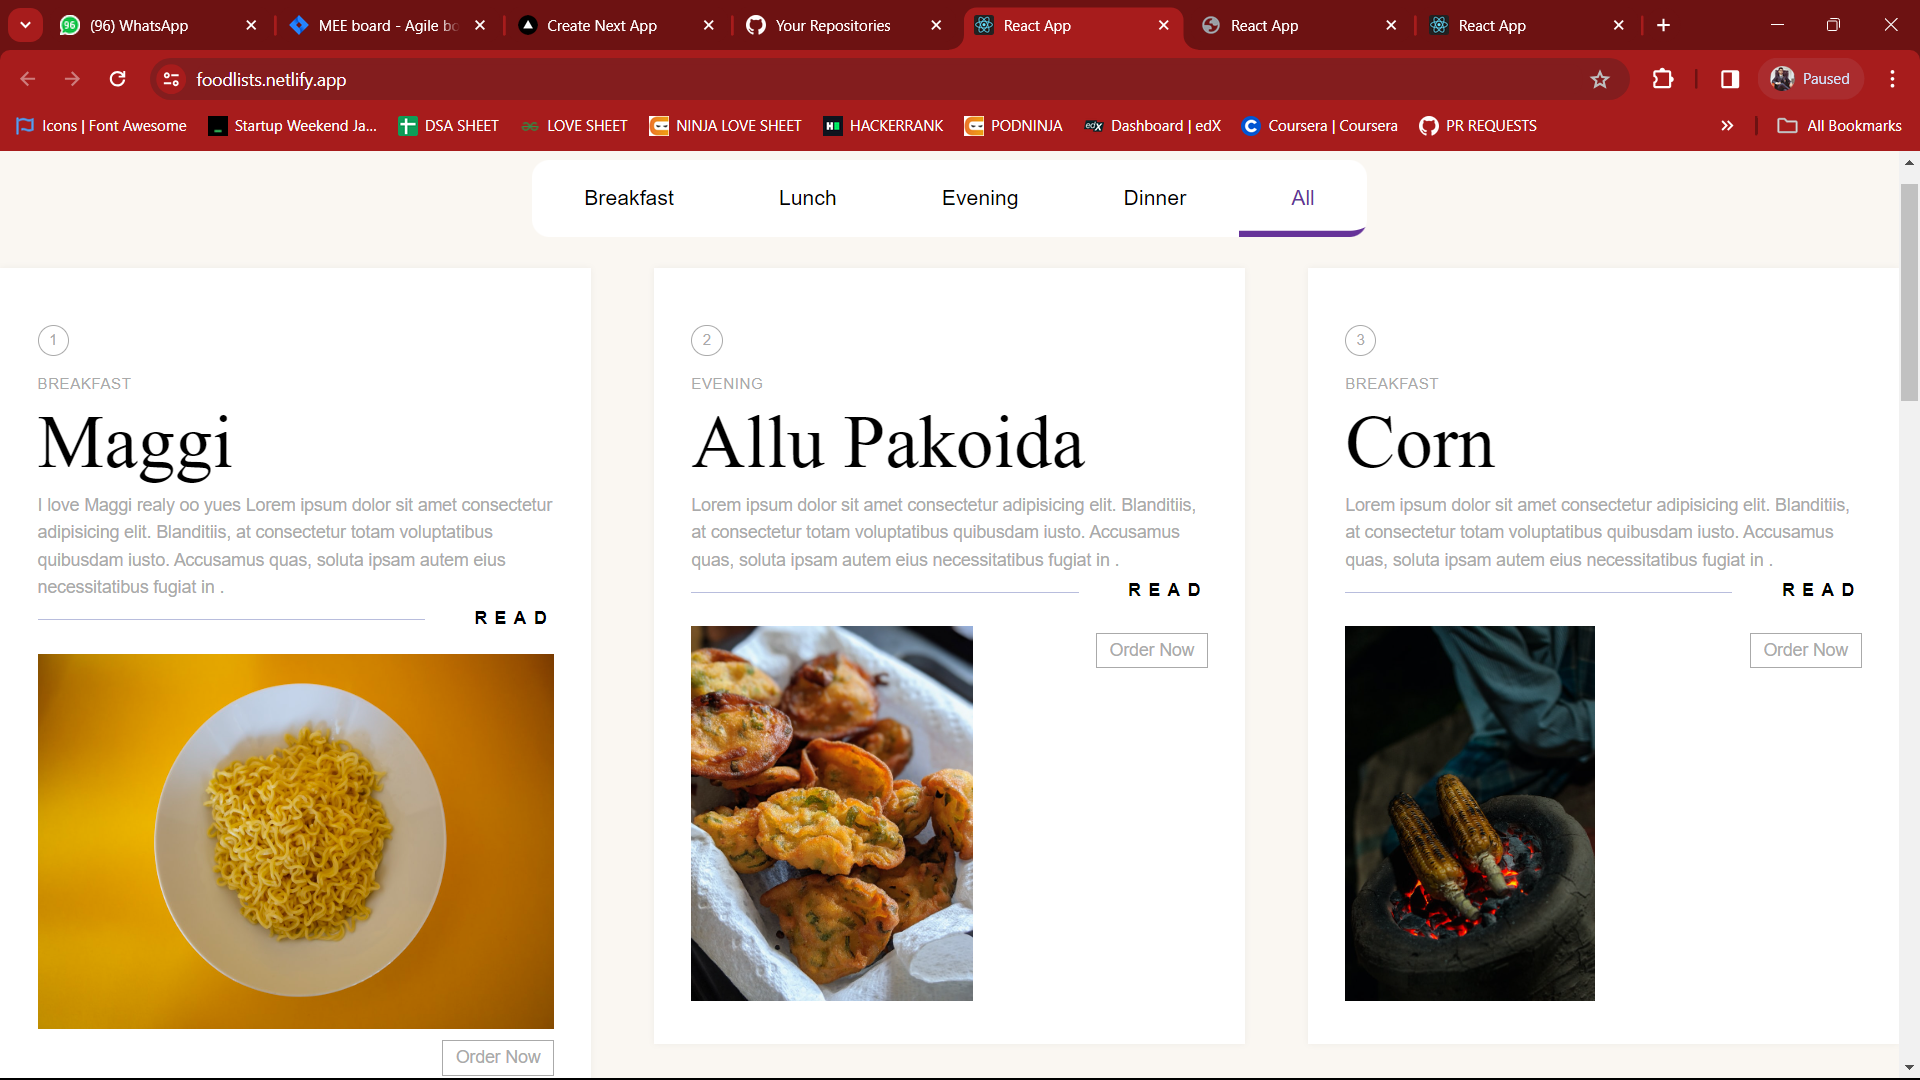 96 (96) WhatsApp
MEE board - Agile bo
Create Next App
Your Repositories
React App
React App
React App
foodlists.netlify.app
Paused
Icons | Font Awesome
Startup Weekend Ja...
DSA SHEET
LOVE SHEET
NINJA LOVE SHEET
HACKERRANK
PODNINJA
edX Dashboard | edX
Coursera | Coursera
PR REQUESTS
All Bookmarks
Breakfast Lunch Evening Dinner All
1
BREAKFAST
Maggi
I love Maggi realy oo yues Lorem ipsum dolor sit amet consectetur
adipisicing elit. Blanditiis, at consectetur totam voluptatibus
quibusdam iusto. Accusamus quas, soluta ipsam autem eius
necessitatibus fugiat in .
READ
Order Now
2
EVENING
Allu Pakoida
Lorem ipsum dolor sit amet consectetur adipisicing elit. Blanditiis,
at consectetur totam voluptatibus quibusdam iusto. Accusamus
quas, soluta ipsam autem eius necessitatibus fugiat in .
READ
Order Now
3
BREAKFAST
Corn
Lorem ipsum dolor sit amet consectetur adipisicing elit. Blanditiis,
at consectetur totam voluptatibus quibusdam iusto. Accusamus
quas, soluta ipsam autem eius necessitatibus fugiat in .
READ
Order Now